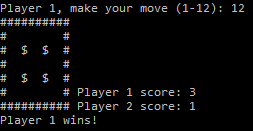 Player 1, make your move (1-12): 12
##########
#        #
#  $  $  #
#        #
#  $  $  #
#        # Player 1 score: 3
########## Player 2 score: 1
Player 1 wins!